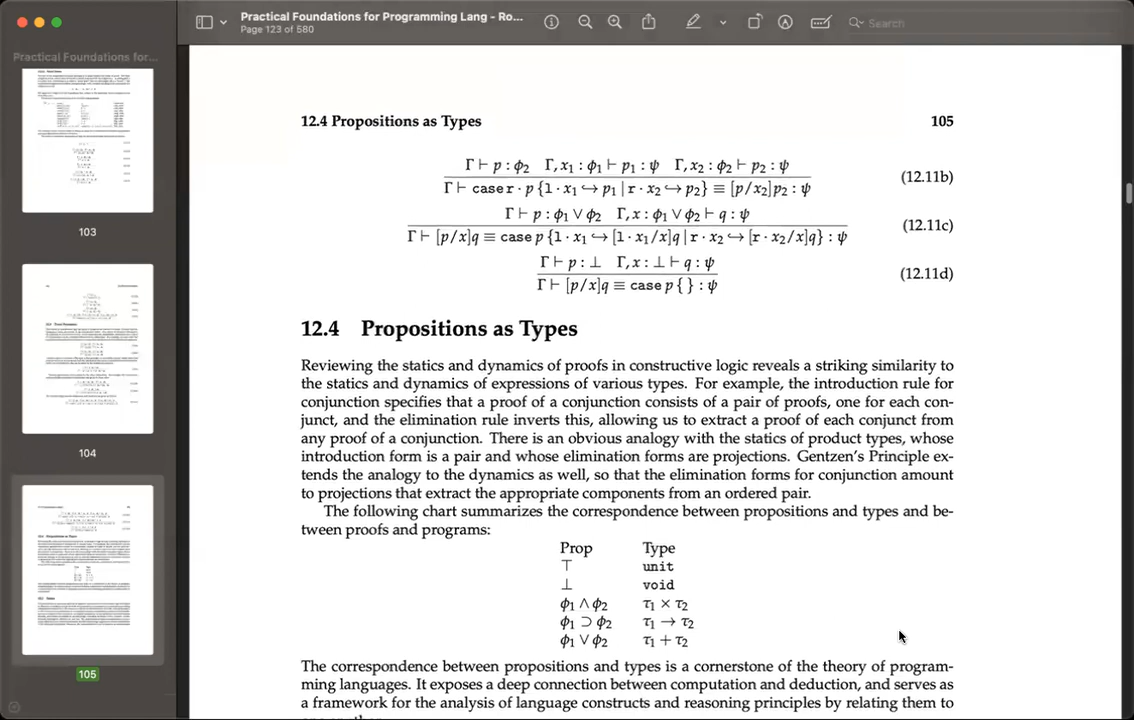 Practical Foundations for Programming Lang - Ro...
Page 123 of 580
Search
Practical Foundations for...
103
104
105
12.4 Propositions as Types 105
Γ ⊢ p : ϕ₂ Γ, x₁ : ϕ₁ ⊢ p₁ : ψ Γ, x₂ : ϕ₂ ⊢ p₂ : ψ
Γ ⊢ case r · p {l · x₁ ↪ p₁ | r · x₂ ↪ p₂} ≡ [p/x₂]p₂ : ψ
(12.11b)
Γ ⊢ p : ϕ₁ ∨ ϕ₂ Γ, x : ϕ₁ ∨ ϕ₂ ⊢ q : ψ
Γ ⊢ [p/x]q ≡ case p {l · x₁ ↪ [l · x₁/x]q | r · x₂ ↪ [r · x₂/x]q} : ψ
(12.11c)
Γ ⊢ p : ⊥ Γ, x : ⊥ ⊢ q : ψ
Γ ⊢ [p/x]q ≡ case p { } : ψ
(12.11d)
12.4 Propositions as Types
Reviewing the statics and dynamics of proofs in constructive logic reveals a striking similarity to
the statics and dynamics of expressions of various types. For example, the introduction rule for
conjunction specifies that a proof of a conjunction consists of a pair of proofs, one for each con-
junct, and the elimination rule inverts this, allowing us to extract a proof of each conjunct from
any proof of a conjunction. There is an obvious analogy with the statics of product types, whose
introduction form is a pair and whose elimination forms are projections. Gentzen's Principle ex-
tends the analogy to the dynamics as well, so that the elimination forms for conjunction amount
to projections that extract the appropriate components from an ordered pair.
The following chart summarizes the correspondence between propositions and types and be-
tween proofs and programs:
Prop Type
⊤ unit
⊥ void
ϕ₁ ∧ ϕ₂ τ₁ × τ₂
ϕ₁ ⊃ ϕ₂ τ₁ → τ₂
ϕ₁ ∨ ϕ₂ τ₁ + τ₂
The correspondence between propositions and types is a cornerstone of the theory of program-
ming languages. It exposes a deep connection between computation and deduction, and serves as
a framework for the analysis of language constructs and reasoning principles by relating them to